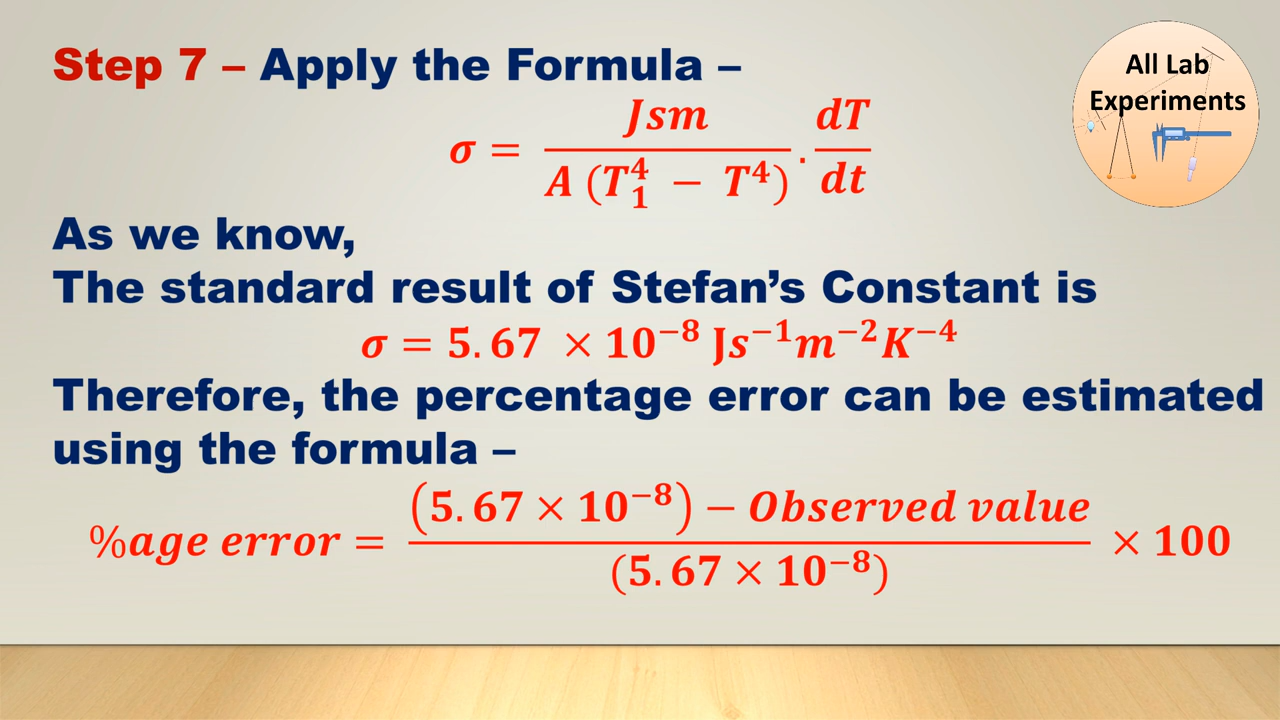 Step 7 – Apply the Formula –
All Lab
Experiments
σ = Jsm / A (T₁⁴ − T⁴) . dT / dt
As we know,
The standard result of Stefan’s Constant is
σ = 5.67 × 10⁻⁸ Js⁻¹m⁻²K⁻⁴
Therefore, the percentage error can be estimated
using the formula –
%age error = (5.67 × 10⁻⁸) − Observed value / (5.67 × 10⁻⁸) × 100